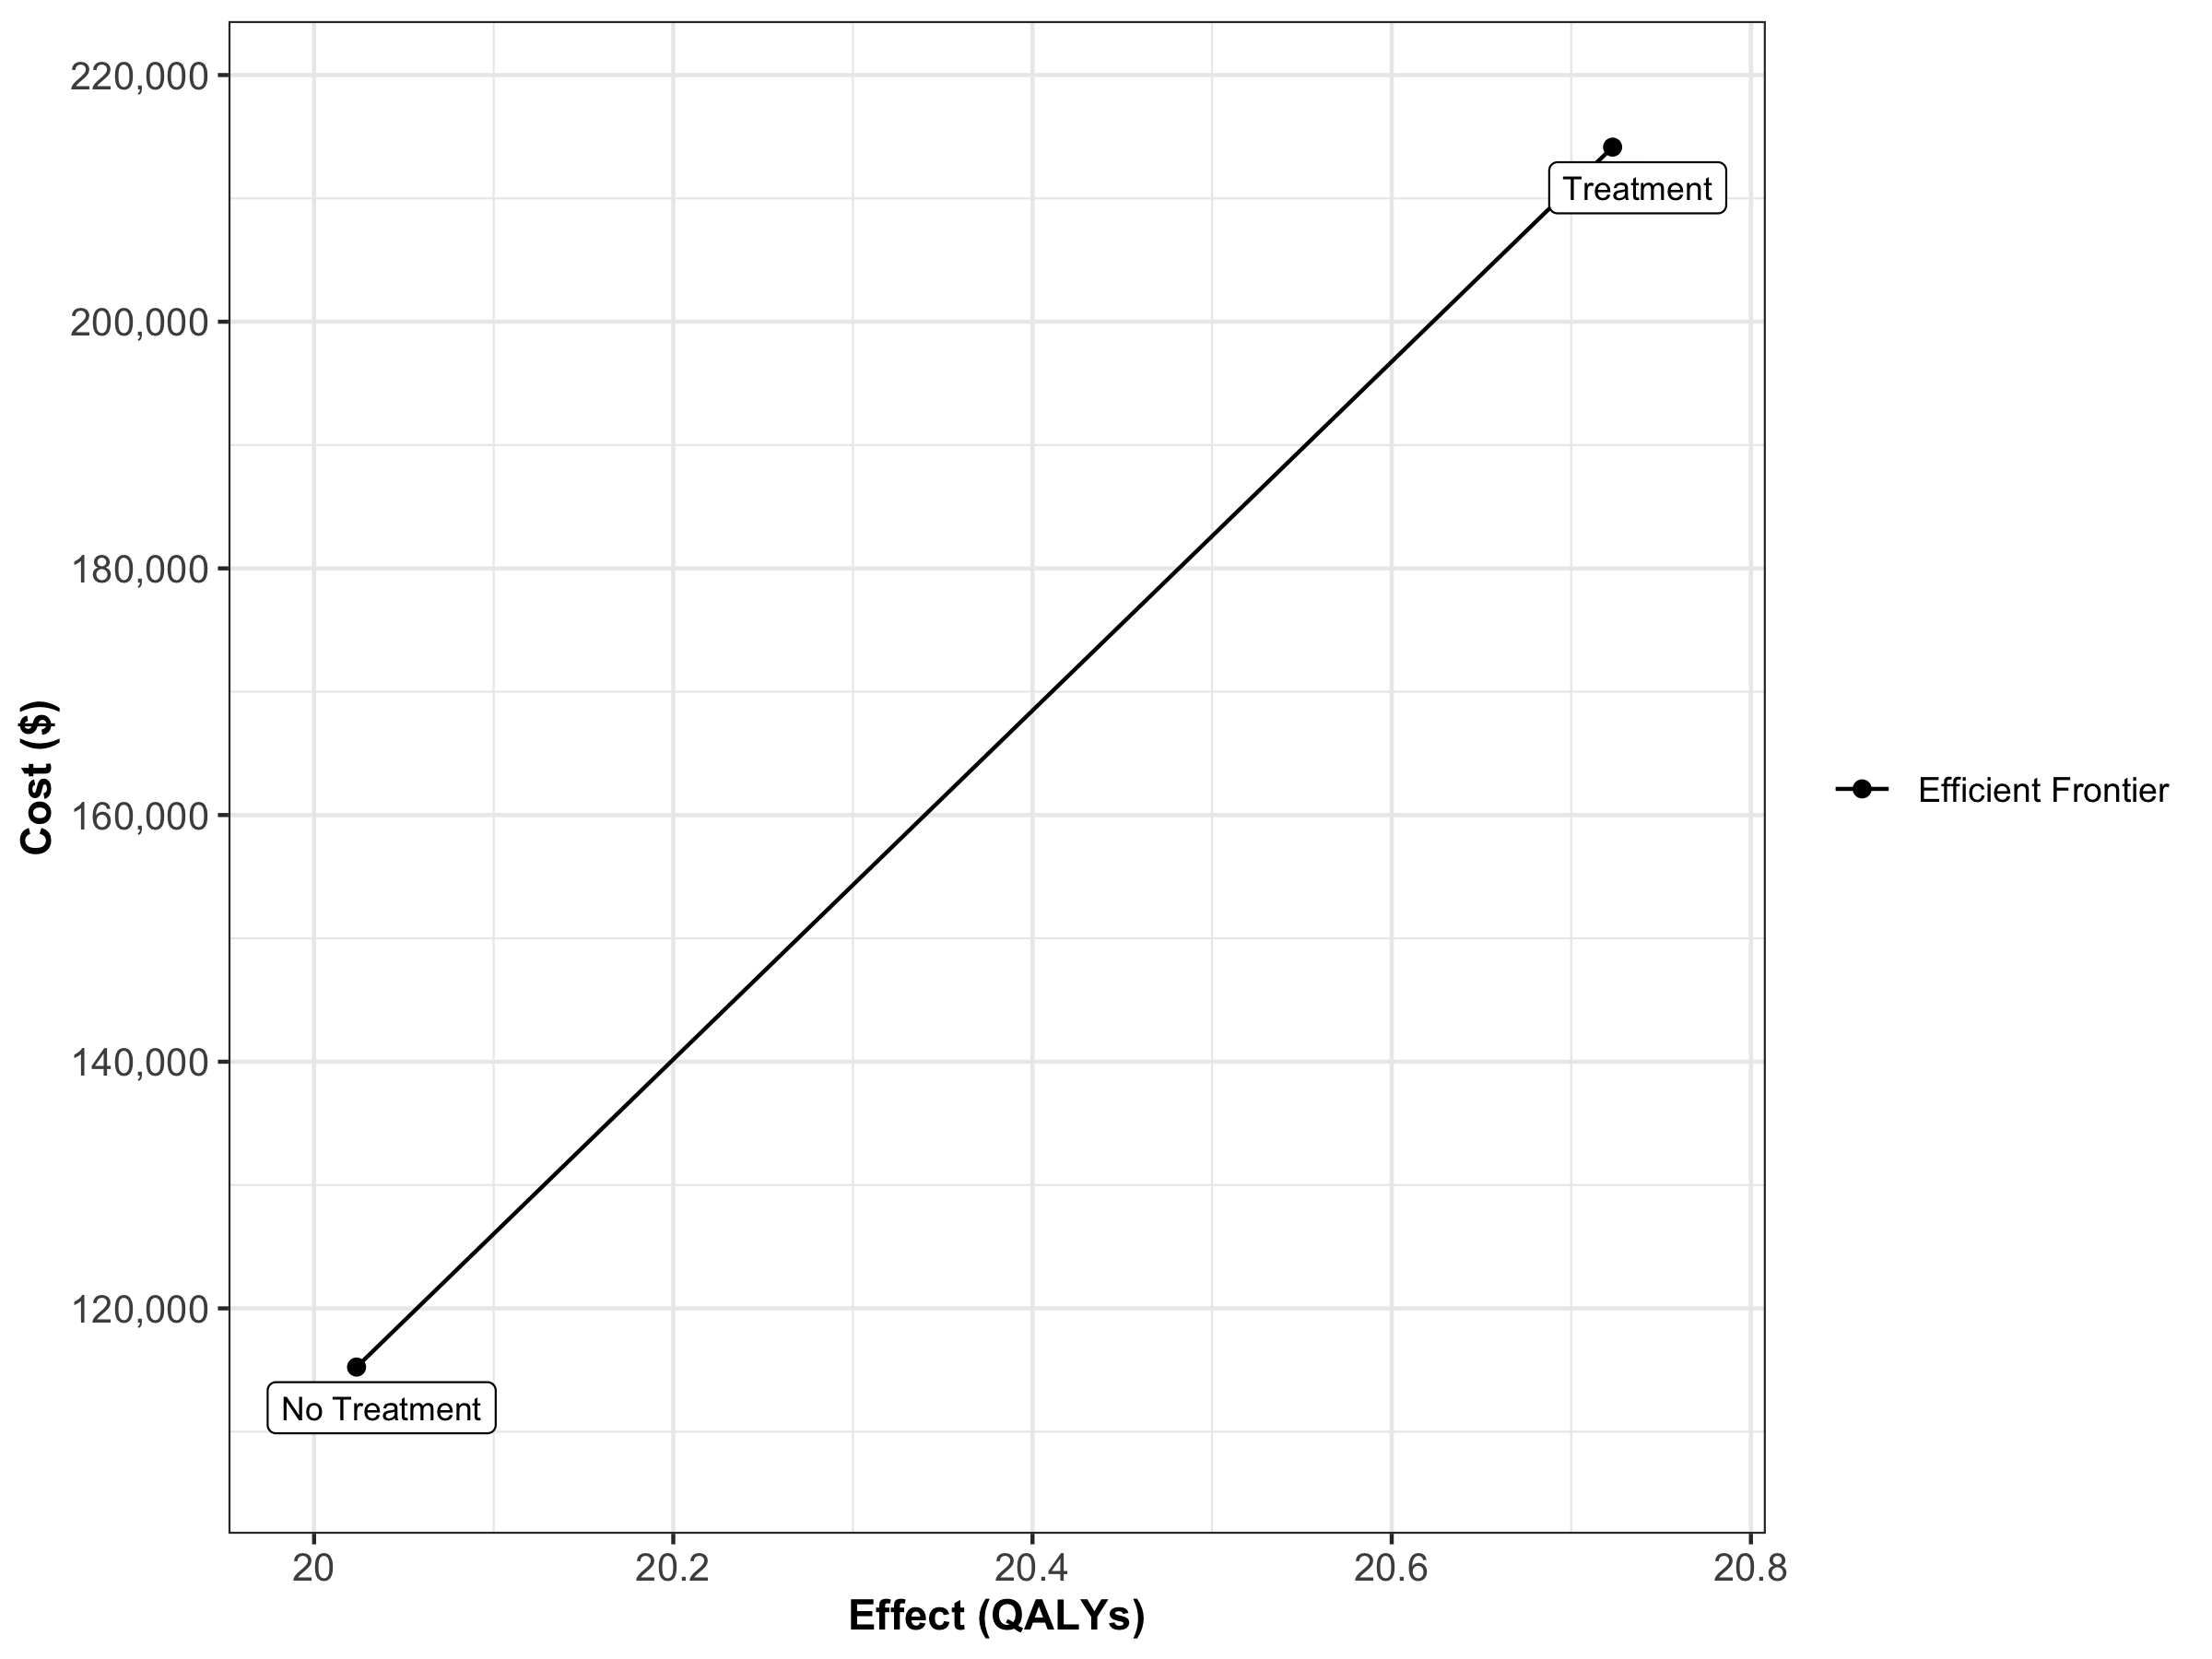 220,000
200,000
180,000
160,000
140,000
120,000
Cost ($)
Treatment
No Treatment
20
20.2
20.4
20.6
20.8
Effect (QALYs)
Efficient Frontier